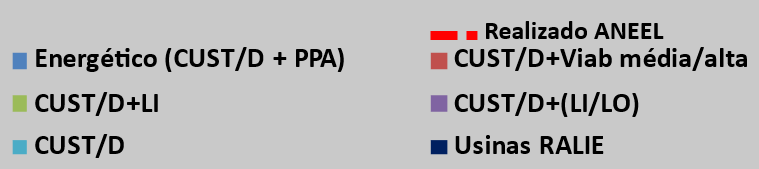 Realizado ANEEL
Energético (CUST/D + PPA)
CUST/D+Viab média/alta
CUST/D+LI
CUST/D+(LI/LO)
CUST/D
Usinas RALIE